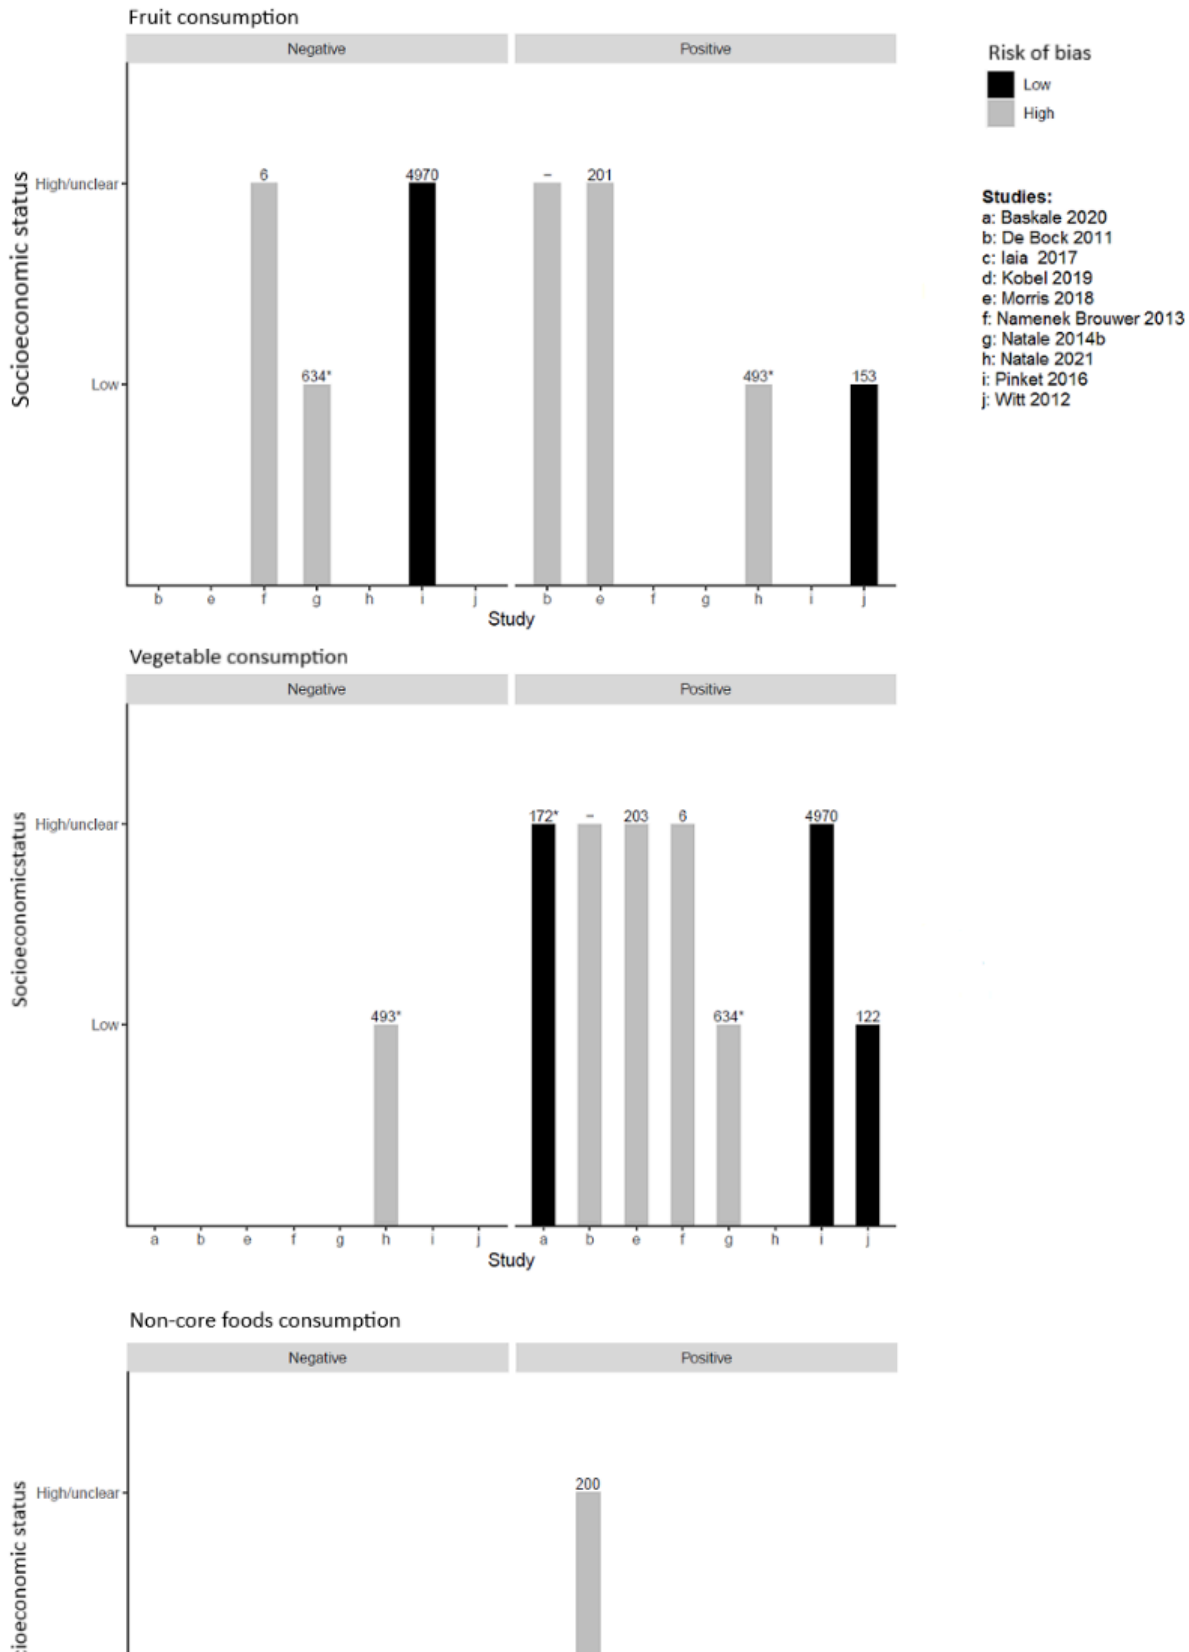 Fruit consumption
Negative
Positive
Risk of bias
Low
High
Studies:
a: Baskale 2020
b: De Bock 2011
c: Iaia 2017
d: Kobel 2019
e: Morris 2018
f: Namenek Brouwer 2013
g: Natale 2014b
h: Natale 2021
i: Pinket 2016
j: Witt 2012
Socioeconomic status
High/unclear
Low
6
4970
–
201
634*
493*
153
b e f g h i j
b e f g h i j
Study
Vegetable consumption
Negative
Positive
Socioeconomicstatus
High/unclear
Low
172*
–
203
6
4970
493*
634*
122
a b e f g h i j
a b e f g h i j
Study
Non-core foods consumption
Negative
Positive
cioeconomic status
High/unclear
200